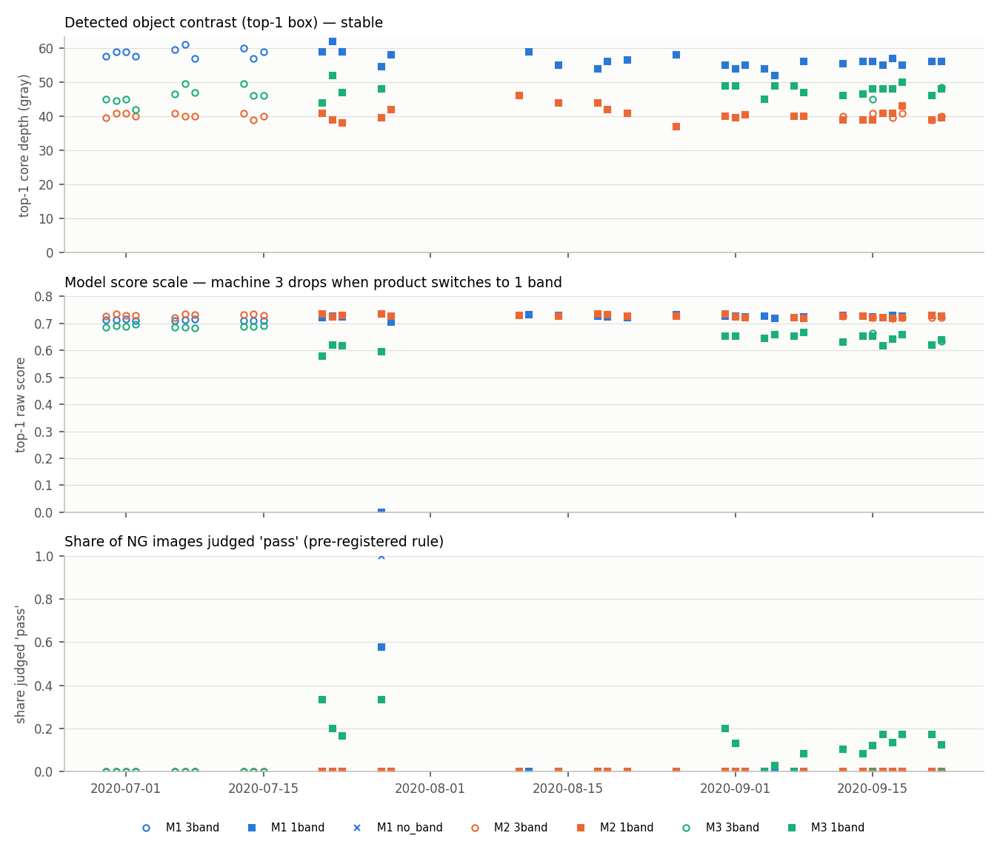 Detected object contrast (top-1 box) — stable
60
50
40
30
20
10
0
top-1 core depth (gray)
Model score scale — machine 3 drops when product switches to 1 band
0.8
0.7
0.6
0.5
0.4
0.3
0.2
0.1
0.0
top-1 raw score
Share of NG images judged 'pass' (pre-registered rule)
1.0
0.8
0.6
0.4
0.2
0.0
share judged 'pass'
2020-07-01 2020-07-15 2020-08-01 2020-08-15 2020-09-01 2020-09-15
M1 3band M1 1band M1 no_band M2 3band M2 1band M3 3band M3 1band